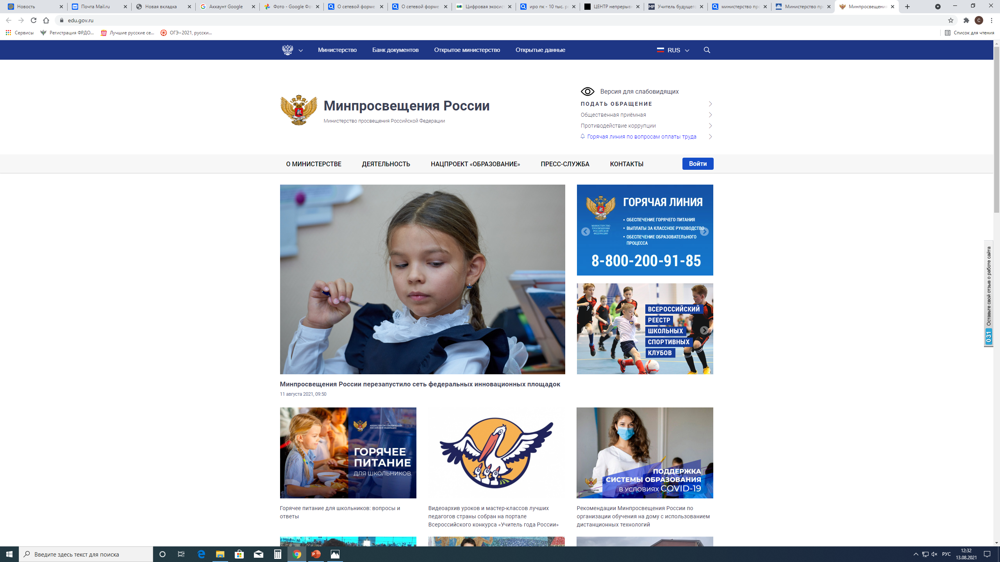 Новость
Почта Mail.ru
Новая вкладка
Аккаунт Google
Фото - Google Фо
О сетевой форме
О сетевой форме
Цифровая экосист
иро пк - 10 тыс. р
ЦЕНТР непрерывн
Учитель будущего
министерство про
Министерство пр
Минпросвещения
edu.gov.ru
С
Сервисы
Регистрация ФРДО...
Лучшие русские се...
ОГЭ–2021, русски...
Список для чтения
Министерство
Банк документов
Открытое министерство
Открытые данные
RUS
Минпросвещения России
Министерство просвещения Российской Федерации
Версия для слабовидящих
ПОДАТЬ ОБРАЩЕНИЕ
Общественная приёмная
Противодействие коррупции
Горячая линия по вопросам оплаты труда
О МИНИСТЕРСТВЕ
ДЕЯТЕЛЬНОСТЬ
НАЦПРОЕКТ «ОБРАЗОВАНИЕ»
ПРЕСС-СЛУЖБА
КОНТАКТЫ
Войти
ГОРЯЧАЯ ЛИНИЯ
МИНИСТЕРСТВО
ПРОСВЕЩЕНИЯ
РОССИЙСКОЙ
ФЕДЕРАЦИИ
• ОБЕСПЕЧЕНИЕ ГОРЯЧЕГО ПИТАНИЯ
• ВЫПЛАТЫ ЗА КЛАССНОЕ РУКОВОДСТВО
• ОБЕСПЕЧЕНИЕ ОБРАЗОВАТЕЛЬНОГО
ПРОЦЕССА
8-800-200-91-85
9
ВСЕРОССИЙСКИЙ
РЕЕСТР
ШКОЛЬНЫХ
СПОРТИВНЫХ
КЛУБОВ
Оставьте свой отзыв о работе сайта
031
Минпросвещения России перезапустило сеть федеральных инновационных площадок
11 августа 2021, 09:50
МИНИСТЕРСТВО ПРОСВЕЩЕНИЯ
РОССИЙСКОЙ ФЕДЕРАЦИИ
ГОРЯЧЕЕ
ПИТАНИЕ
ДЛЯ ШКОЛЬНИКОВ
ПОДДЕРЖКА
СИСТЕМЫ ОБРАЗОВАНИЯ
В УСЛОВИЯХ COVID-19
Горячее питание для школьников: вопросы и
ответы
Видеоархив уроков и мастер-классов лучших
педагогов страны собран на портале
Всероссийского конкурса «Учитель года России»
Рекомендации Минпросвещения России по
организации обучения на дому с использованием
дистанционных технологий
Введите здесь текст для поиска
РУС
12:32
13.08.2021